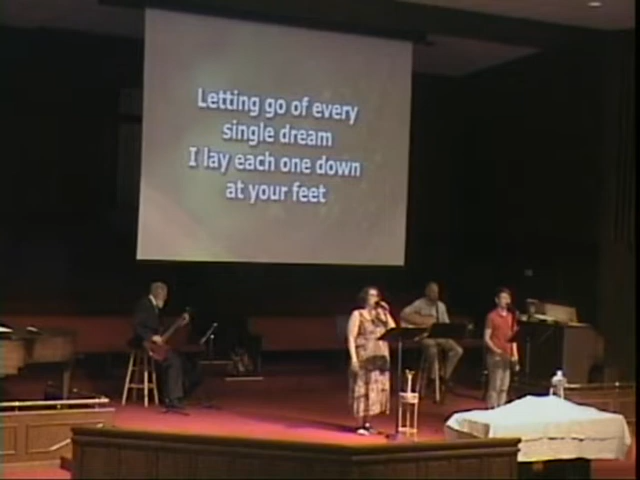 Letting go of every
single dream
I lay each one down
at your feet